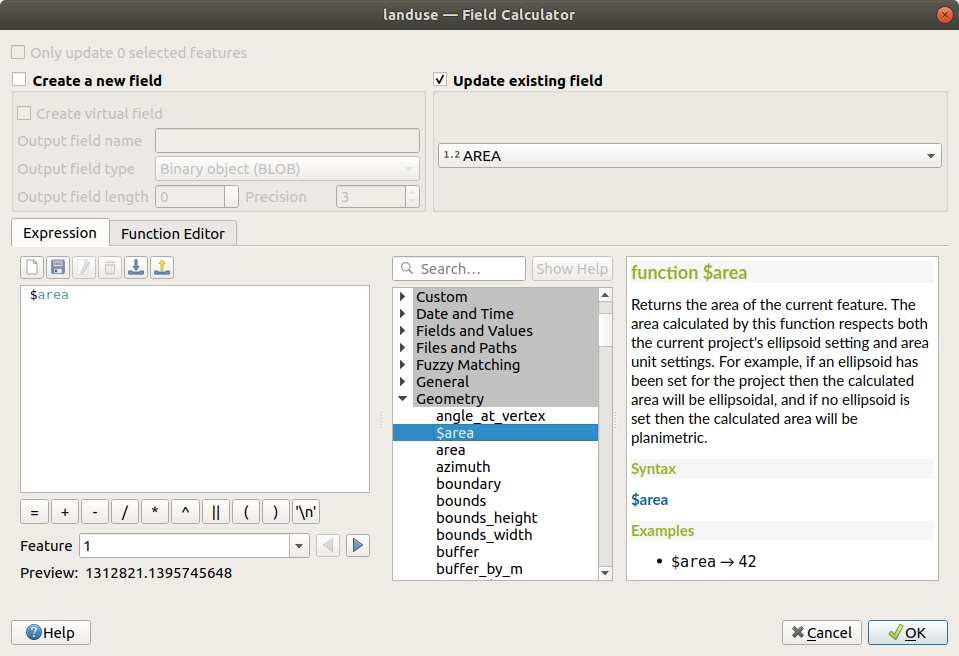 landuse — Field Calculator
Only update 0 selected features
Create a new field
Update existing field
Create virtual field
Output field name
Output field type Binary object (BLOB)
Output field length 0 Precision 3
1.2 AREA
Expression Function Editor
$area
= + - / * ^ || ( ) '\n'
Feature 1
Preview: 1312821.1395745648
Search... Show Help
Custom
Date and Time
Fields and Values
Files and Paths
Fuzzy Matching
General
Geometry
angle_at_vertex
$area
area
azimuth
boundary
bounds
bounds_height
bounds_width
buffer
buffer_by_m
function $area
Returns the area of the current feature. The
area calculated by this function respects both
the current project's ellipsoid setting and area
unit settings. For example, if an ellipsoid has
been set for the project then the calculated
area will be ellipsoidal, and if no ellipsoid is
set then the calculated area will be
planimetric.
Syntax
$area
Examples
• $area → 42
Help
Cancel
OK